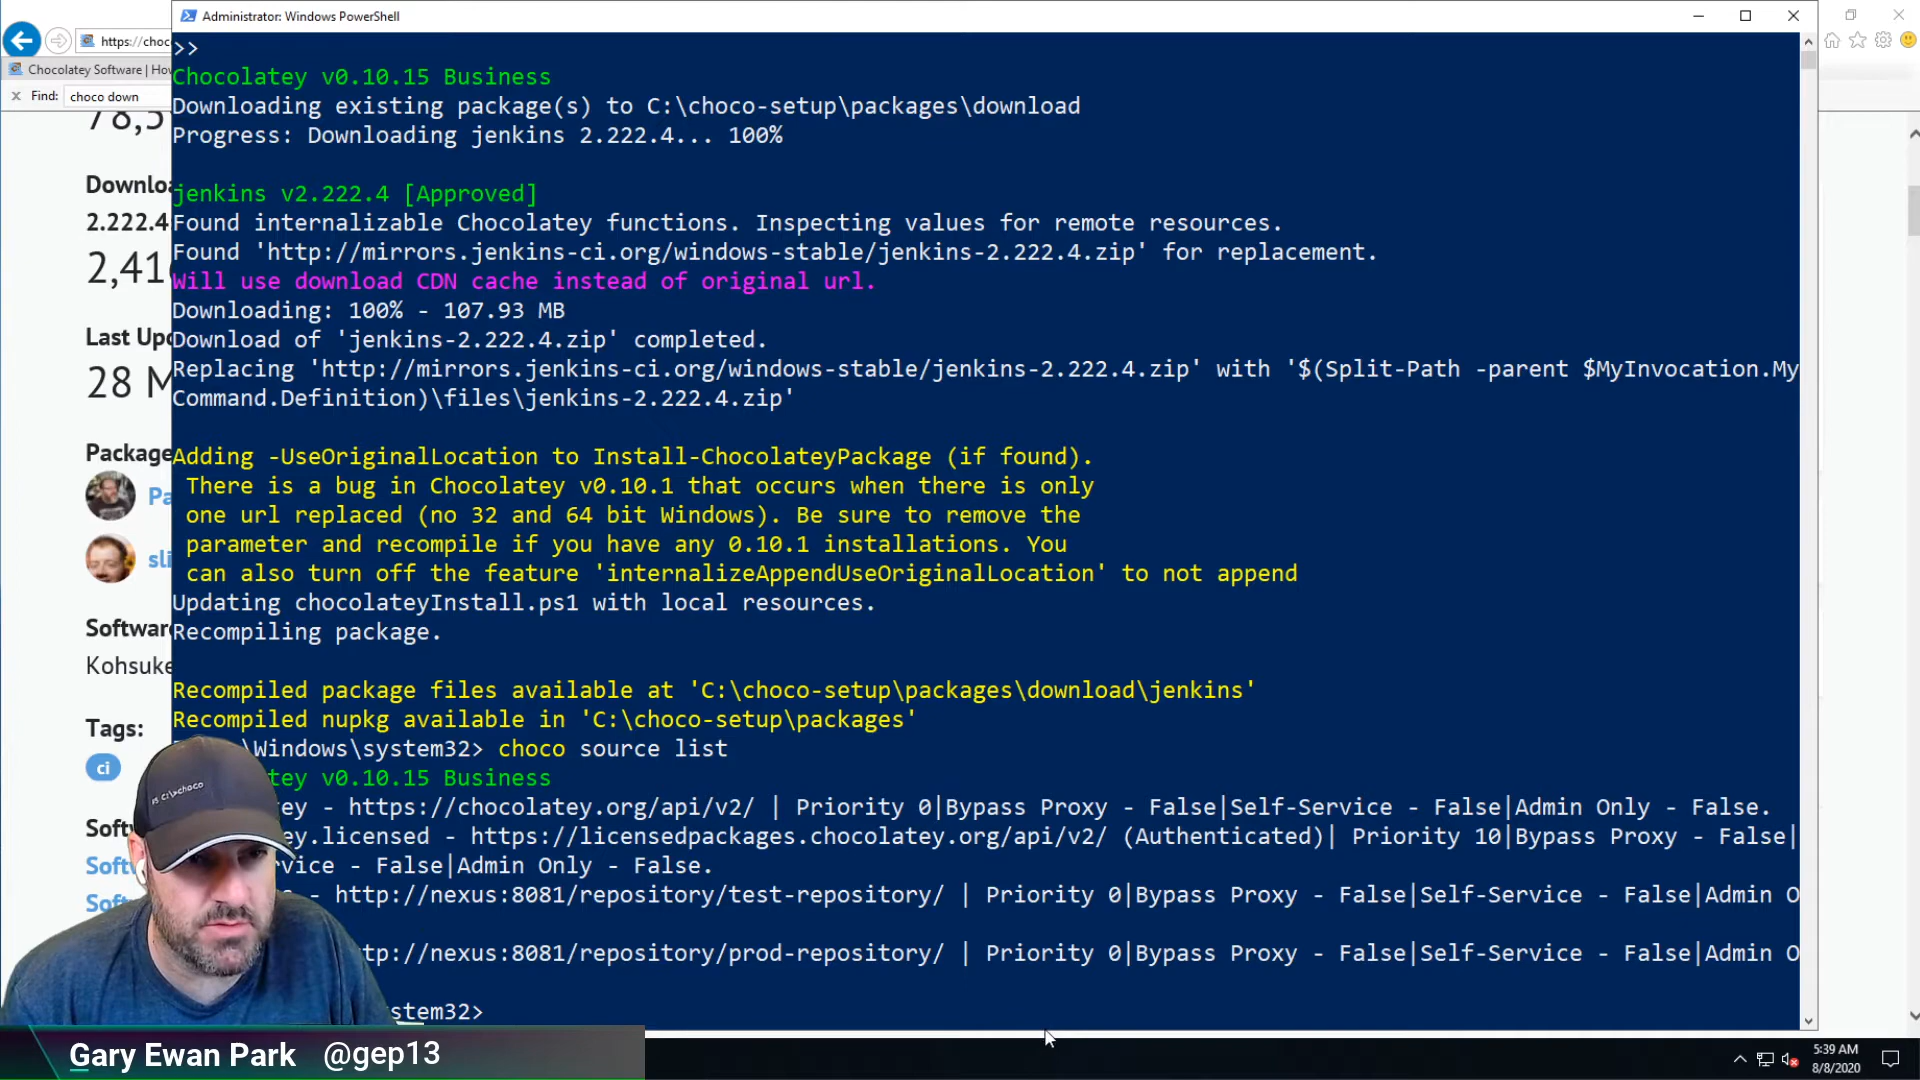 Administrator: Windows PowerShell
https://choc
Chocolatey Software | Ho
Find: choco down
78,5
Downlo
2.222.4
2,41
Last Up
28 M
Package
Pa
sli
Software
Kohsuke
Tags:
ci
Soft
Softw
Sof
>>
Chocolatey v0.10.15 Business
Downloading existing package(s) to C:\choco-setup\packages\download
Progress: Downloading jenkins 2.222.4... 100%
jenkins v2.222.4 [Approved]
Found internalizable Chocolatey functions. Inspecting values for remote resources.
Found 'http://mirrors.jenkins-ci.org/windows-stable/jenkins-2.222.4.zip' for replacement.
Will use download CDN cache instead of original url.
Downloading: 100% - 107.93 MB
Download of 'jenkins-2.222.4.zip' completed.
Replacing 'http://mirrors.jenkins-ci.org/windows-stable/jenkins-2.222.4.zip' with '$(Split-Path -parent $MyInvocation.My
Command.Definition)\files\jenkins-2.222.4.zip'
Adding -UseOriginalLocation to Install-ChocolateyPackage (if found).
There is a bug in Chocolatey v0.10.1 that occurs when there is only
one url replaced (no 32 and 64 bit Windows). Be sure to remove the
parameter and recompile if you have any 0.10.1 installations. You
can also turn off the feature 'internalizeAppendUseOriginalLocation' to not append
Updating chocolateyInstall.ps1 with local resources.
Recompiling package.
Recompiled package files available at 'C:\choco-setup\packages\download\jenkins'
Recompiled nupkg available in 'C:\choco-setup\packages'
\Windows\system32> choco source list
tey v0.10.15 Business
ey - https://chocolatey.org/api/v2/ | Priority 0|Bypass Proxy - False|Self-Service - False|Admin Only - False.
ey.licensed - https://licensedpackages.chocolatey.org/api/v2/ (Authenticated)| Priority 10|Bypass Proxy - False|
vice - False|Admin Only - False.
- http://nexus:8081/repository/test-repository/ | Priority 0|Bypass Proxy - False|Self-Service - False|Admin O
tp://nexus:8081/repository/prod-repository/ | Priority 0|Bypass Proxy - False|Self-Service - False|Admin O
stem32>
PS C:\>choco
Gary Ewan Park @gep13
5:39 AM
8/8/2020